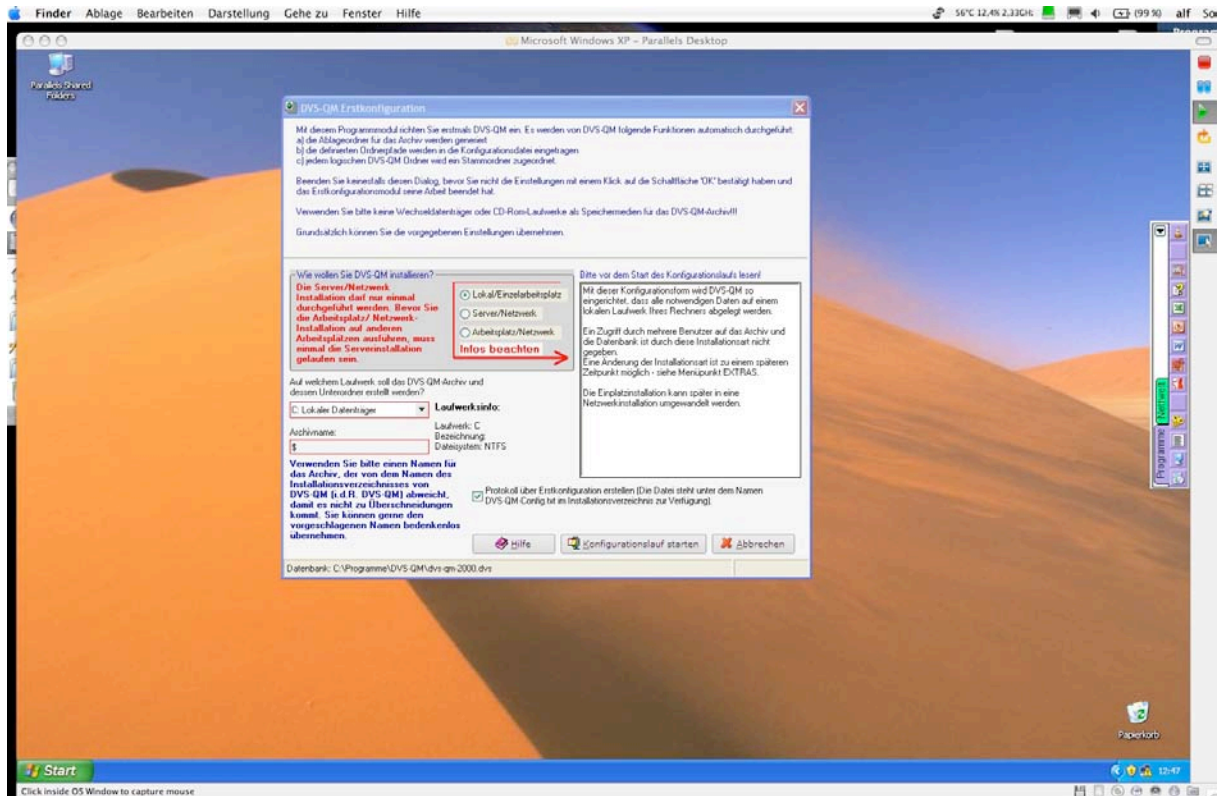 Finder Ablage Bearbeiten Darstellung Gehe zu Fenster Hilfe
56°C 12,4% 2,33GHz (99 %) alf
Microsoft Windows XP – Parallels Desktop
Parallels Shared
Folders
DVS-QM Erstkonfiguration
Mit diesem Programmmodul richten Sie erstmals DVS-QM ein. Es werden von DVS-QM folgende Funktionen automatisch durchgeführt:
a) die Ablageordner für das Archiv werden generiert
b) die definierten Ordnerpfade werden in die Konfigurationsdatei eingetragen
c) jedem logischen DVS-QM Ordner wird ein Stammordner zugeordnet.
Beenden Sie keinesfalls diesen Dialog, bevor Sie nicht die Einstellungen mit einem Klick auf die Schaltfläche 'OK' bestätigt haben und
das Erstkonfigurationsmodul seine Arbeit beendet hat.
Verwenden Sie bitte keine Wechseldatenträger oder CD-Rom-Laufwerke als Speichermedien für das DVS-QM-Archiv!!!
Grundsätzlich können Sie die vorgegebenen Einstellungen übernehmen.
Wie wollen Sie DVS-QM installieren?
Die Server/Netzwerk
Installation darf nur einmal
durchgeführt werden. Bevor Sie
die Arbeitsplatz/ Netzwerk-
Installation auf anderen
Arbeitsplätzen ausführen, muss
einmal die Serverinstallation
gelaufen sein.
Lokal/Einzelarbeitsplatz
Server/Netzwerk
Arbeitsplatz/Netzwerk
Infos beachten
Bitte vor dem Start des Konfigurationslaufs lesen!
Mit dieser Konfigurationsform wird DVS-QM so
eingerichtet, dass alle notwendigen Daten auf einem
lokalen Laufwerk Ihres Rechners abgelegt werden.
Ein Zugriff durch mehrere Benutzer auf das Archiv und
die Datenbank ist durch diese Installationsart nicht
gegeben.
Eine Änderung der Installationsart ist zu einem späteren
Zeitpunkt möglich - siehe Menüpunkt EXTRAS.
Die Einplatzinstallation kann später in eine
Netzwerkinstallation umgewandelt werden.
Auf welchem Laufwerk soll das DVS-QM-Archiv und
dessen Unterordner erstellt werden?
C: Lokaler Datenträger
Laufwerksinfo:
Laufwerk: C
Bezeichnung:
Dateisystem: NTFS
Archivname:
$
Verwenden Sie bitte einen Namen für
das Archiv, der von dem Namen des
Installationsverzeichnisses von
DVS-QM (i.d.R. DVS-QM) abweicht,
damit es nicht zu Überschneidungen
kommt. Sie können gerne den
vorgeschlagenen Namen bedenkenlos
übernehmen.
Protokoll über Erstkonfiguration erstellen (Die Datei steht unter dem Namen
DVS-QM-Config.txt im Installationsverzeichnis zur Verfügung).
Hilfe
Konfigurationslauf starten
Abbrechen
Datenbank: C:\Programme\DVS-QM\dvs-qm-2000.dvs
Programme
Netzwelt
Papierkorb
Start
12:47
Click inside OS Window to capture mouse